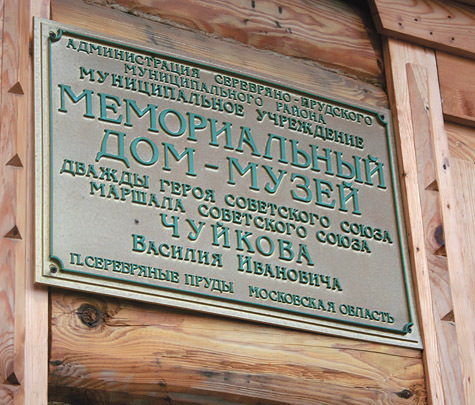 АДМИНИСТРАЦИЯ СЕРЕБРЯНО-ПРУДСКОГО
МУНИЦИПАЛЬНОГО РАЙОНА
МУНИЦИПАЛЬНОЕ УЧРЕЖДЕНИЕ
МЕМОРИАЛЬНЫЙ
ДОМ-МУЗЕЙ
ДВАЖДЫ ГЕРОЯ СОВЕТСКОГО СОЮЗА
МАРШАЛА СОВЕТСКОГО СОЮЗА
ЧУЙКОВА
ВАСИЛИЯ ИВАНОВИЧА
П.СЕРЕБРЯНЫЕ ПРУДЫ МОСКОВСКАЯ ОБЛАСТЬ